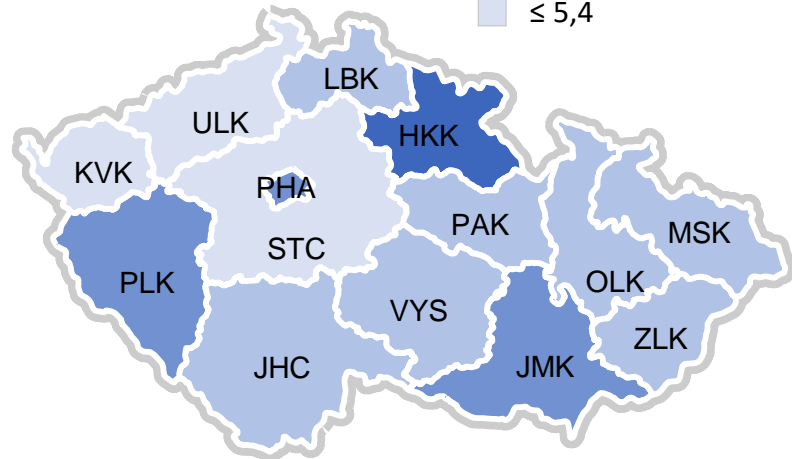 ≤ 5,4
LBK
ULK
HKK
KVK
PHA
PAK
MSK
STC
PLK
OLK
VYS
ZLK
JHC
JMK